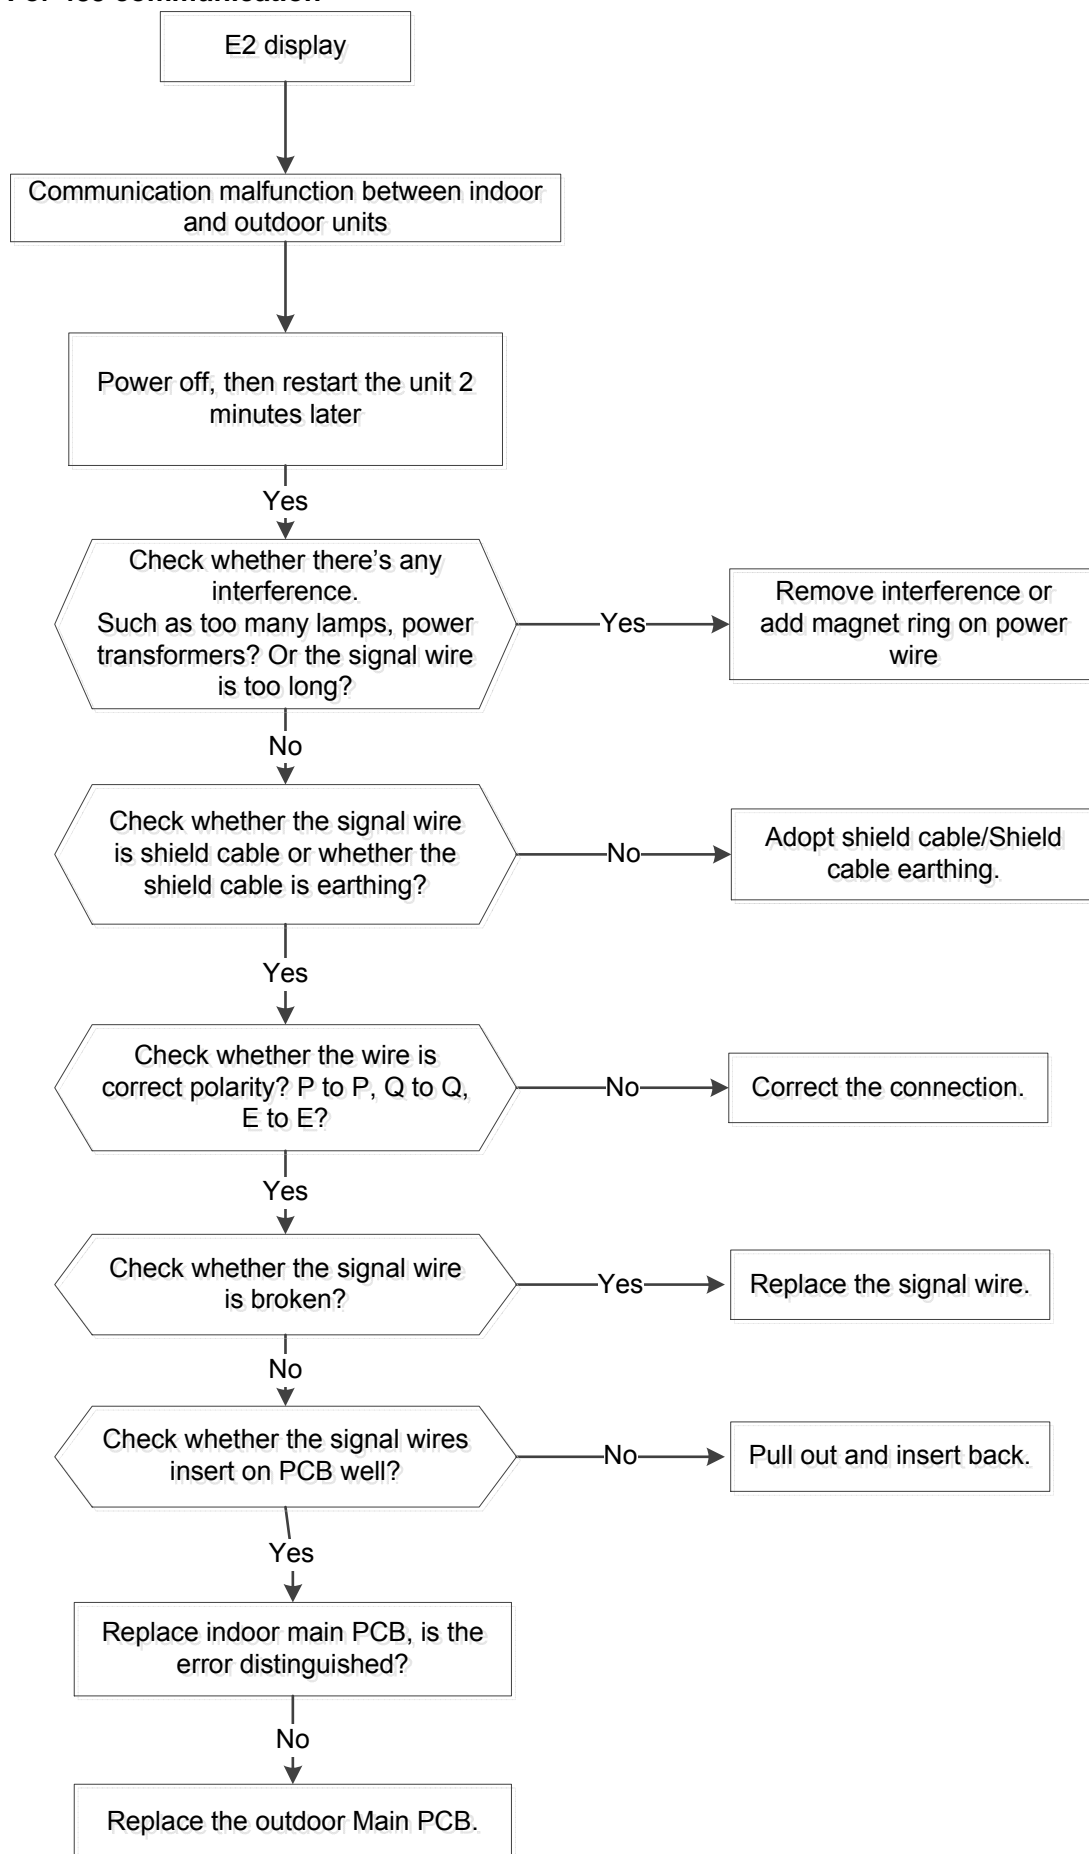 E2 display
Communication malfunction between indoor
and outdoor units
Power off, then restart the unit 2
minutes later
Yes
Check whether there's any
interference.
Such as too many lamps, power
transformers? Or the signal wire
is too long?
Yes
Remove interference or
add magnet ring on power
wire
No
Check whether the signal wire
is shield cable or whether the
shield cable is earthing?
No
Adopt shield cable/Shield
cable earthing.
Yes
Check whether the wire is
correct polarity? P to P, Q to Q,
E to E?
No
Correct the connection.
Yes
Check whether the signal wire
is broken?
Yes
Replace the signal wire.
No
Check whether the signal wires
insert on PCB well?
No
Pull out and insert back.
Yes
Replace indoor main PCB, is the
error distinguished?
No
Replace the outdoor Main PCB.